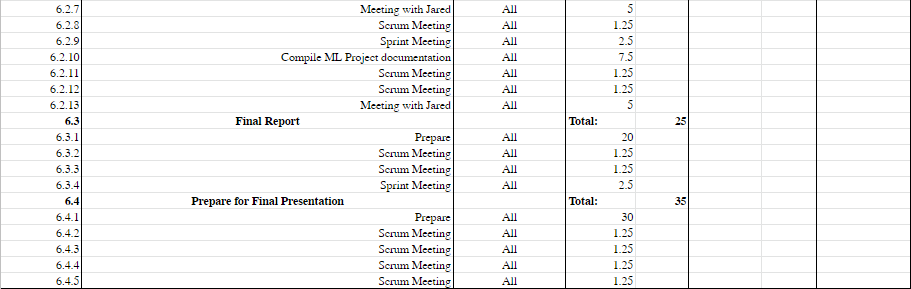 6.2.7 Meeting with Jared All 5
6.2.8 Scrum Meeting All 1.25
6.2.9 Sprint Meeting All 2.5
6.2.10 Compile ML Project documentation All 7.5
6.2.11 Scrum Meeting All 1.25
6.2.12 Scrum Meeting All 1.25
6.2.13 Meeting with Jared All 5
6.3 Final Report Total: 25
6.3.1 Prepare All 20
6.3.2 Scrum Meeting All 1.25
6.3.3 Scrum Meeting All 1.25
6.3.4 Sprint Meeting All 2.5
6.4 Prepare for Final Presentation Total: 35
6.4.1 Prepare All 30
6.4.2 Scrum Meeting All 1.25
6.4.3 Scrum Meeting All 1.25
6.4.4 Scrum Meeting All 1.25
6.4.5 Scrum Meeting All 1.25